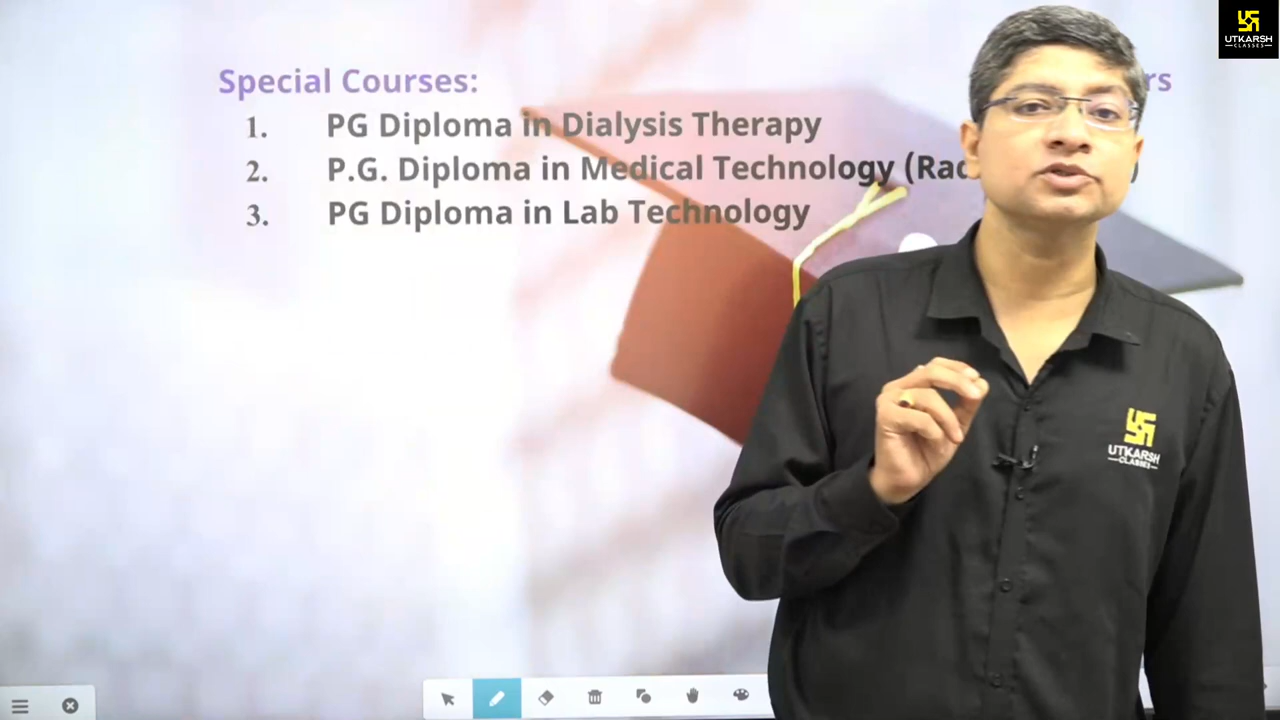 UTKARSH
CLASSES
Special Courses:
1. PG Diploma in Dialysis Therapy
2. P.G. Diploma in Medical Technology )
3. PG Diploma in Lab Technology
UTKARSH
CLASSES